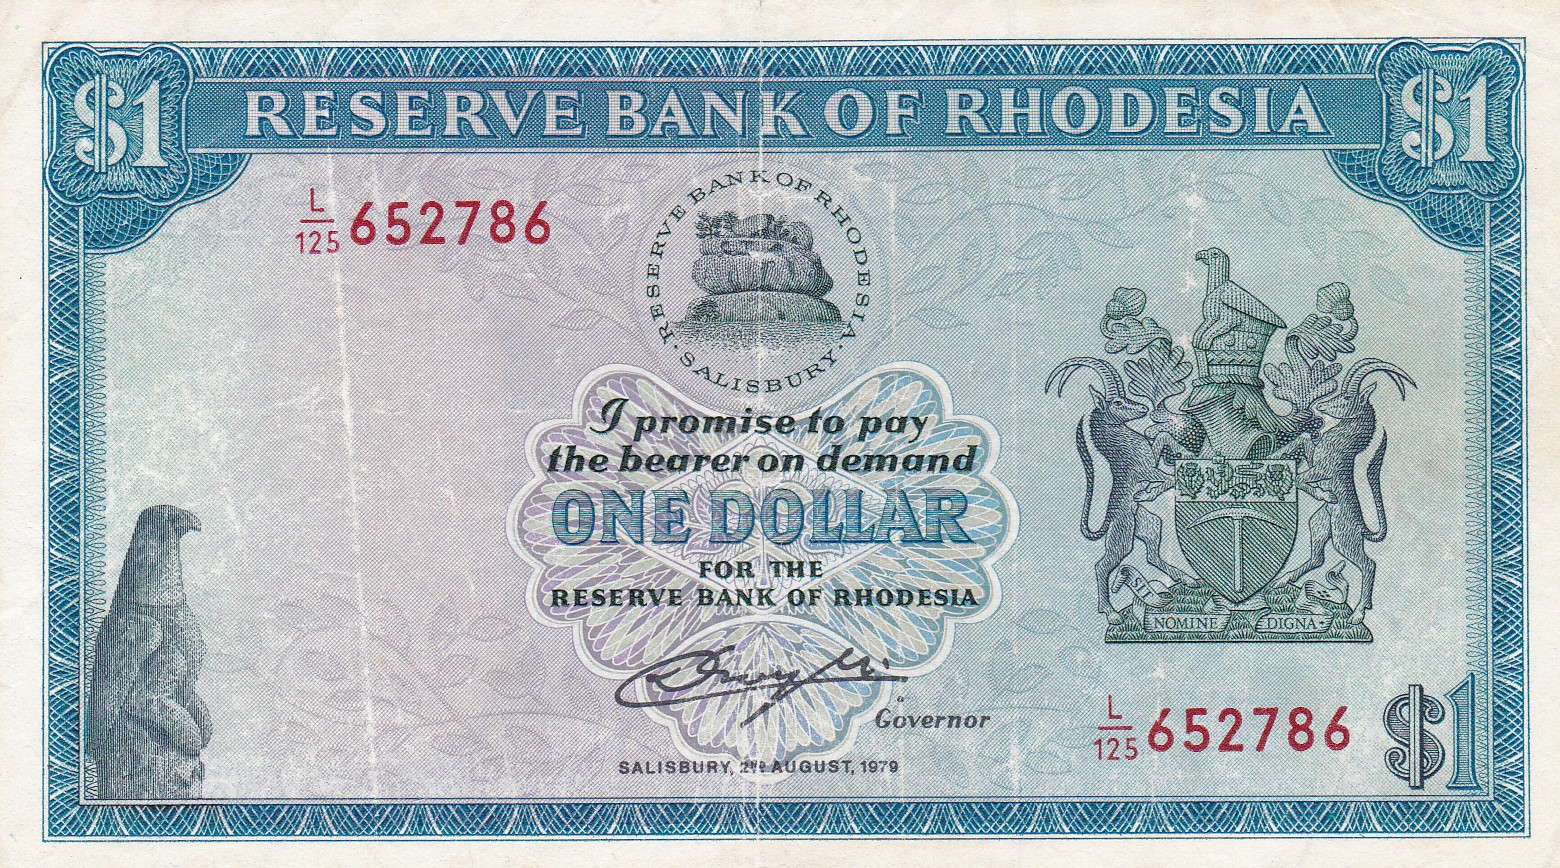 $1
RESERVE BANK OF RHODESIA
$1
L/125 652786
RESERVE BANK OF RHODESIA · SALISBURY ·
I promise to pay
the bearer on demand
ONE DOLLAR
FOR THE
RESERVE BANK OF RHODESIA
Governor
SALISBURY, 2ND AUGUST, 1979
SIT
NOMINE
DIGNA
L/125 652786
$1